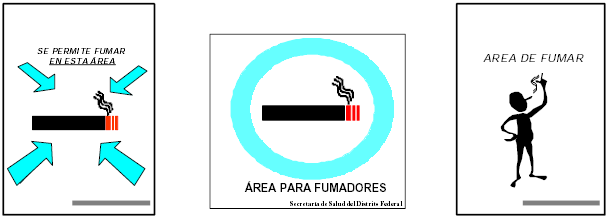 SE PERMITE FUMAR
EN ESTA ÁREA
ÁREA PARA FUMADORES
Secretaría de Salud del Distrito Federal
AREA DE FUMAR